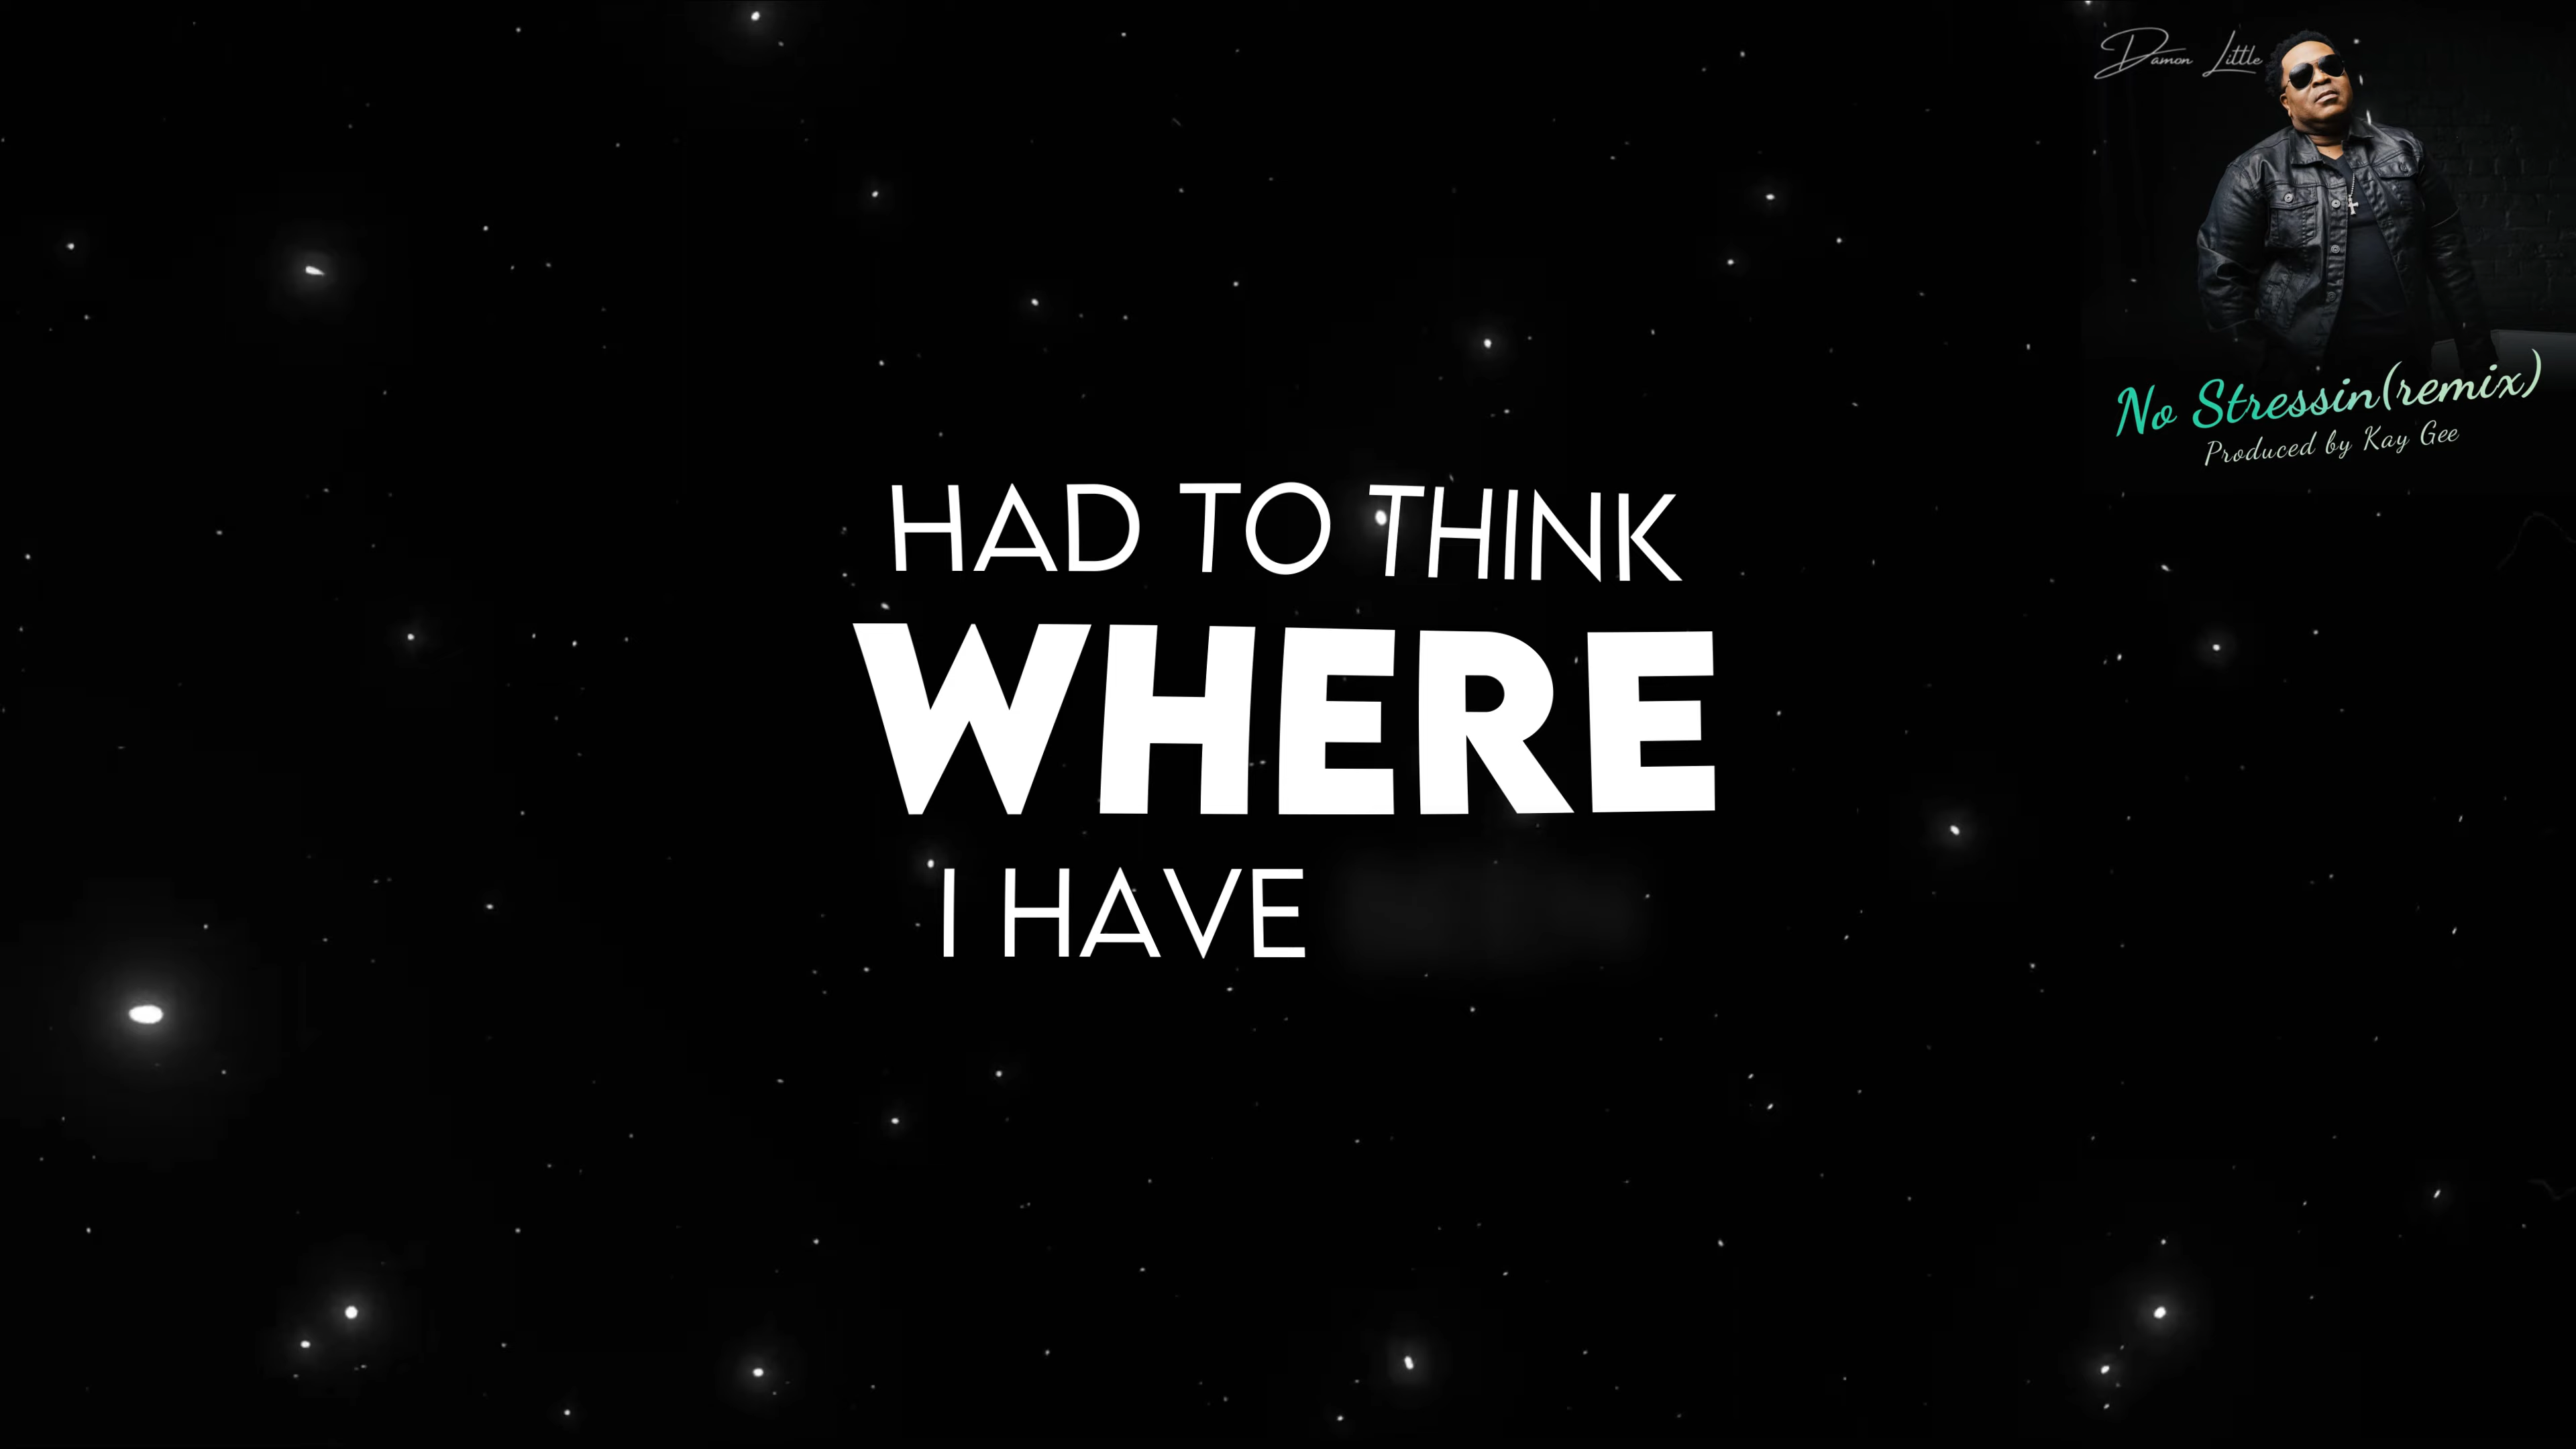 Damon Little
No Stressin(remix)
Produced by Kay Gee
HAD TO THINK
WHERE
I HAVE